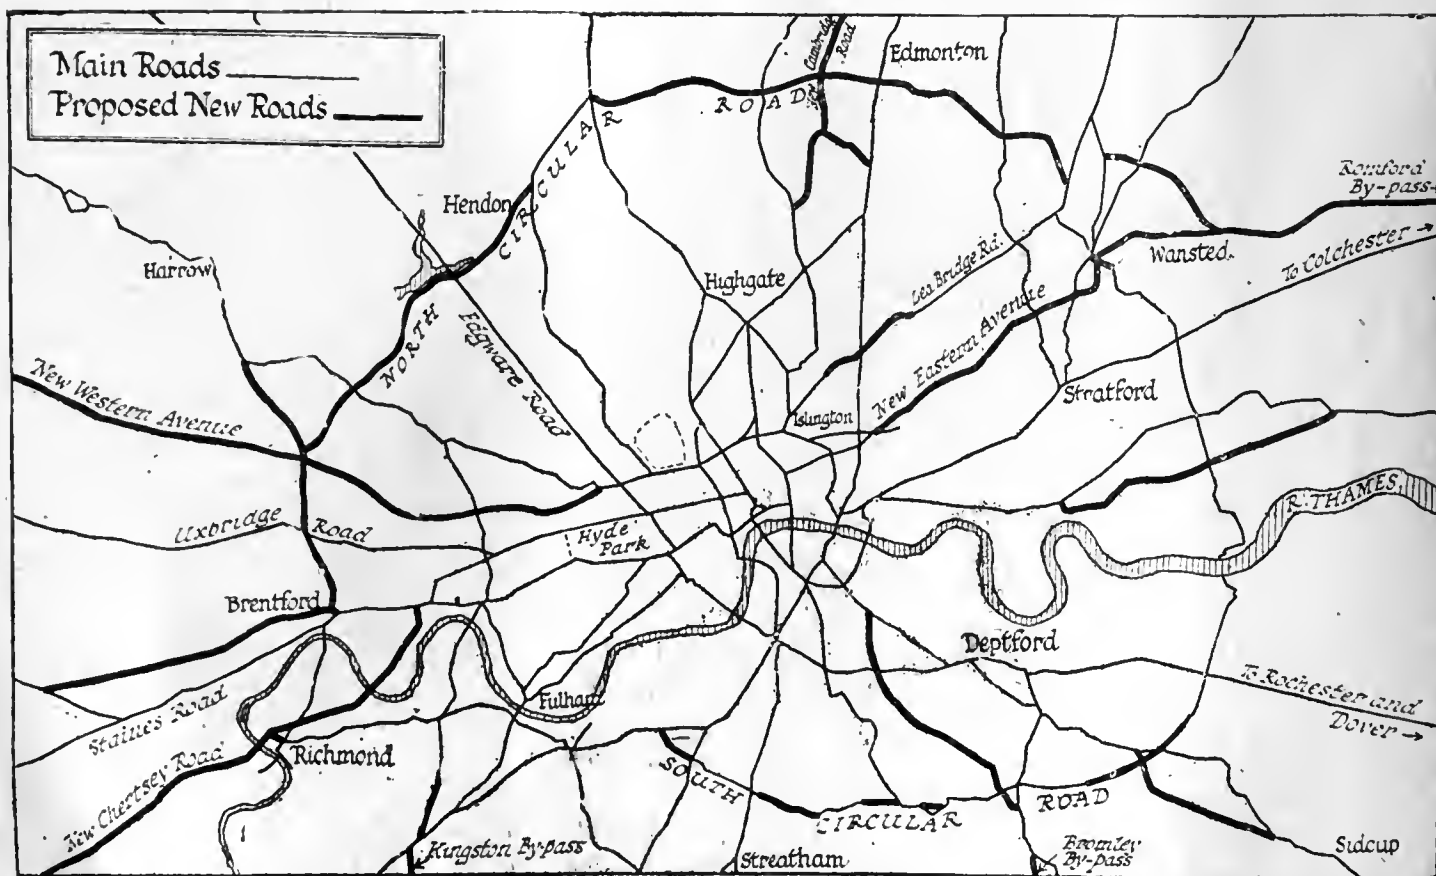 Main Roads
Proposed New Roads
Cambridge
Road
Edmonton
ROAD
CIRCULAR
NORTH
Hendon
Romford
By-pass
Wansted
To Colchester →
Harrow
Highgate
Lea Bridge Rd.
New Eastern Avenue
Edgware Road
New Western Avenue
Islington
Stratford
R. THAMES
Uxbridge Road
Hyde
Park
Brentford
Deptford
Fulham
To Rochester and
Dover →
Staines Road
Richmond
New Chertsey Road
SOUTH
CIRCULAR
ROAD
Kingston By-pass
Streatham
Bromley
By-pass
Sidcup